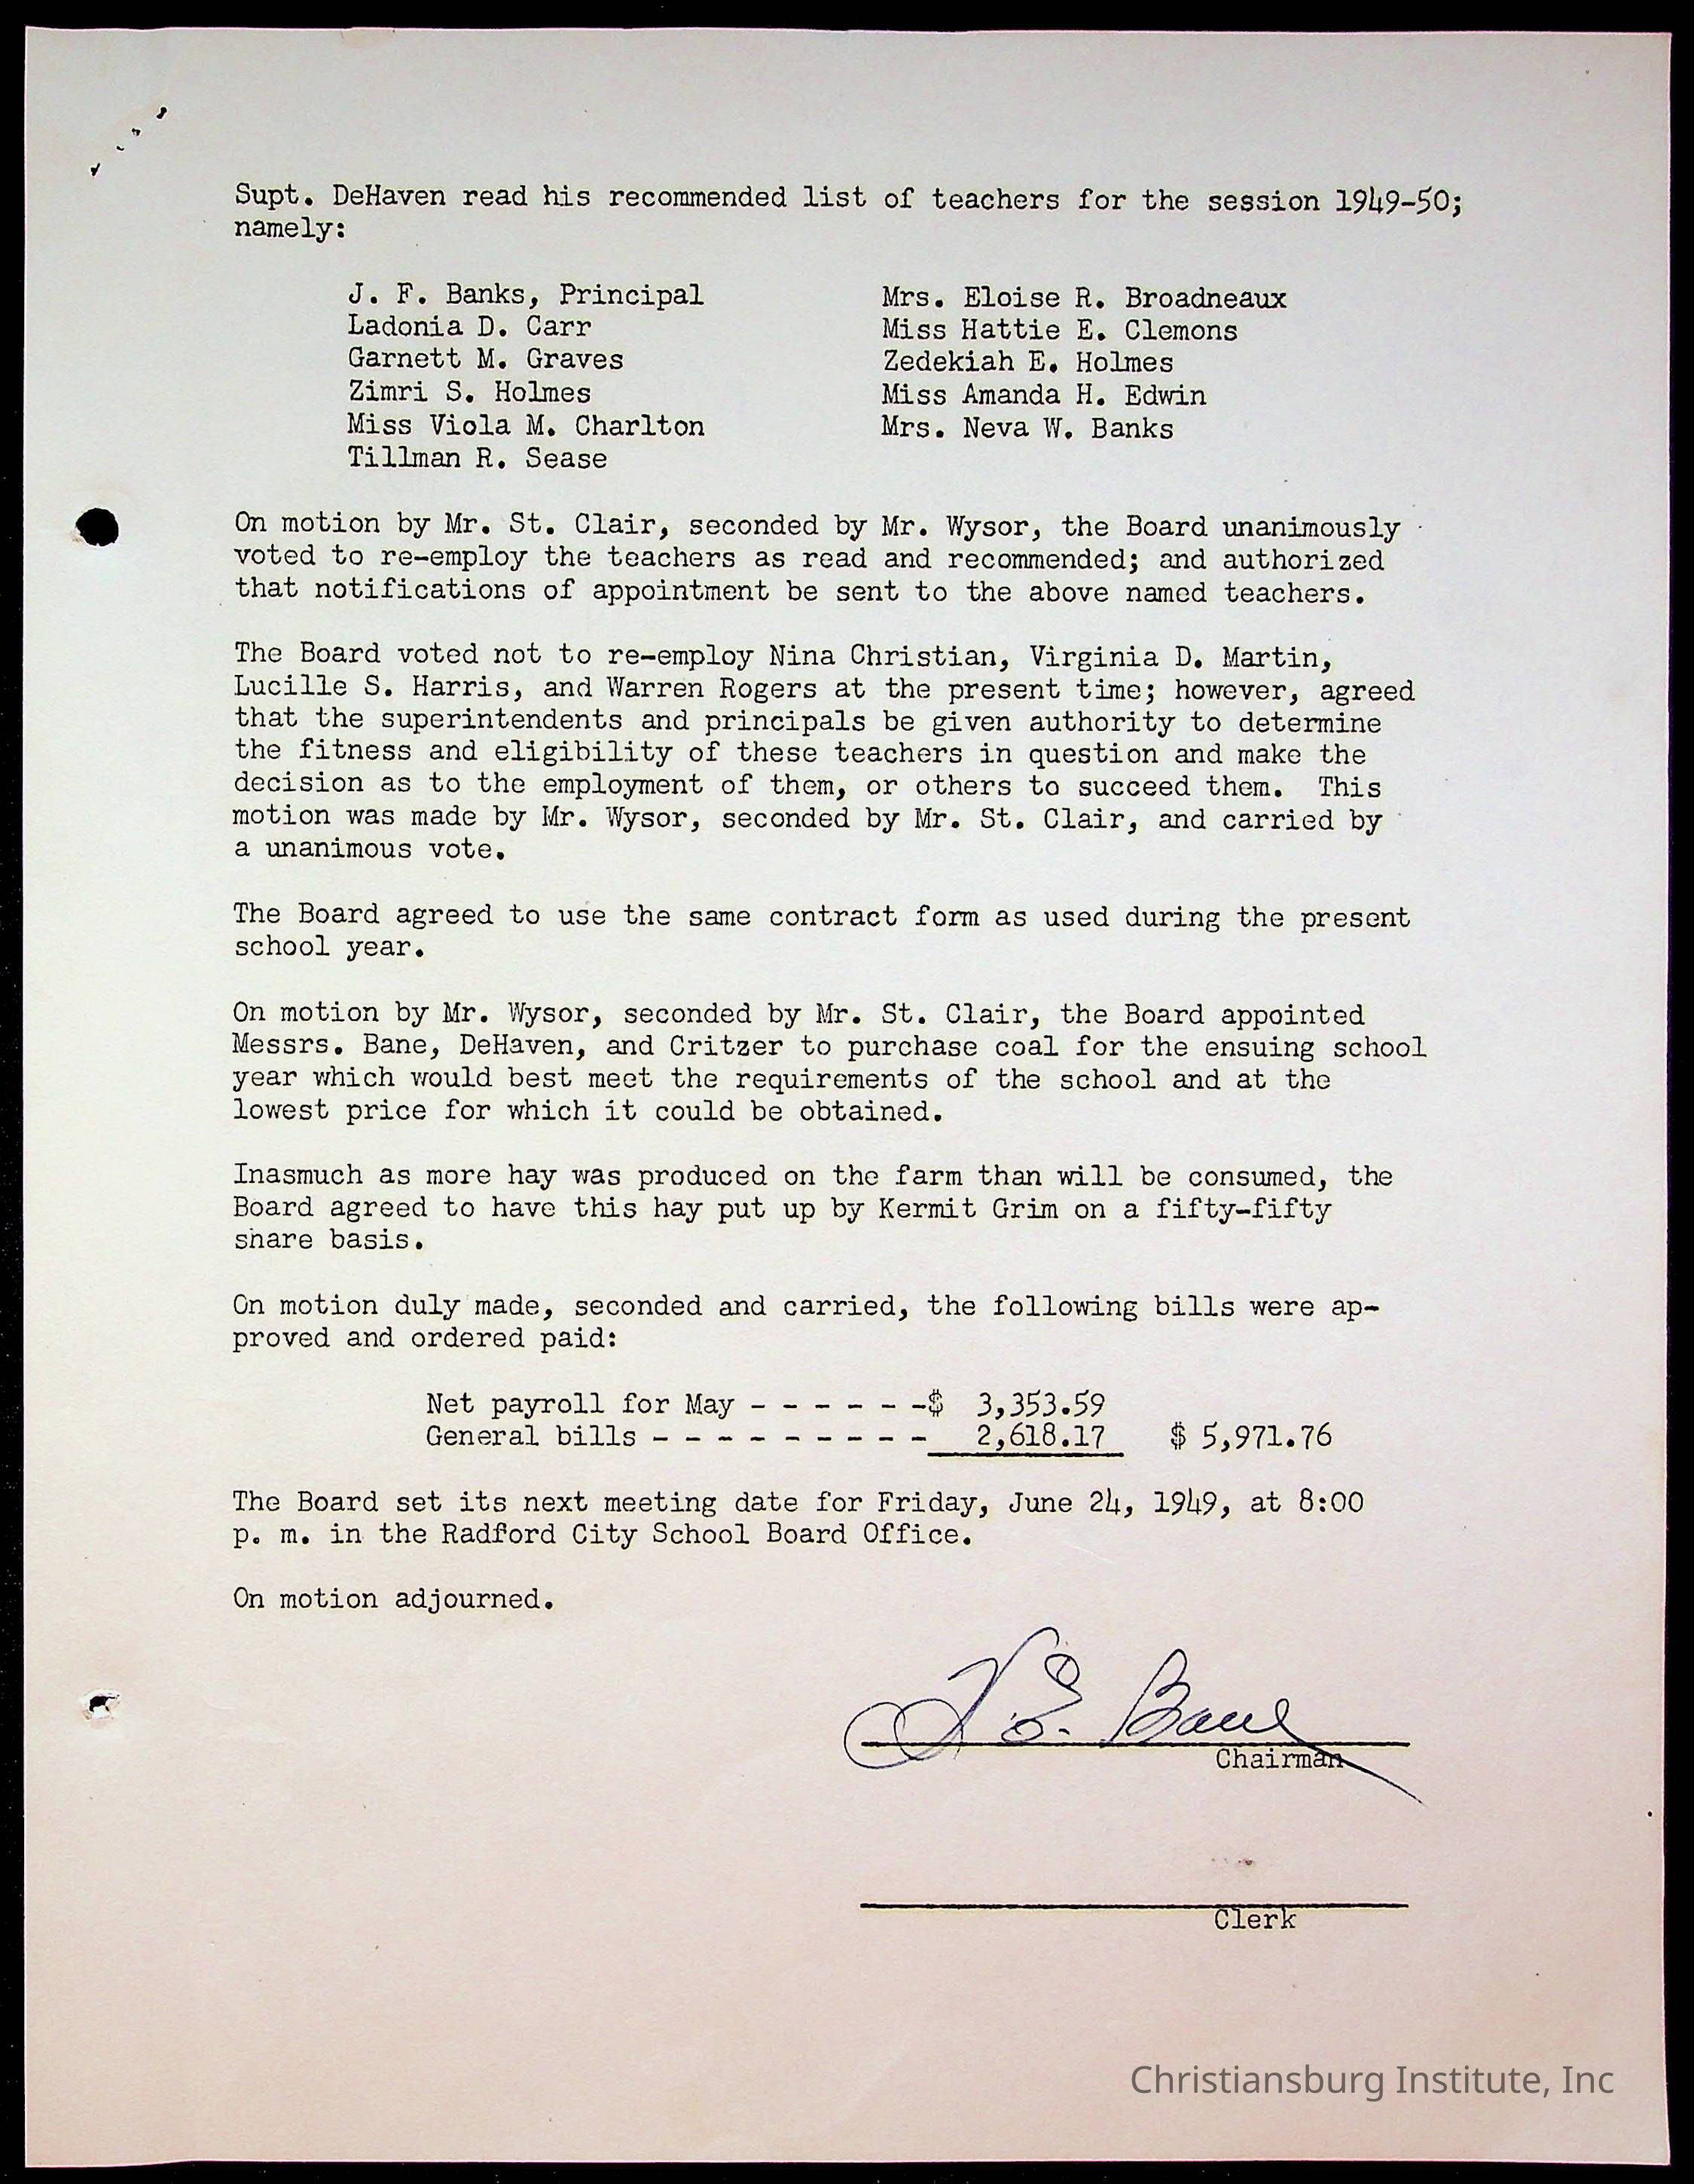 Supt. DeHaven read his recommended list of teachers for the session 1949-50;
namely:
J. F. Banks, Principal
Ladonia D. Carr
Garnett M. Graves
Zimri S. Holmes
Miss Viola M. Charlton
Tillman R. Sease
Mrs. Eloise R. Broadneaux
Miss Hattie E. Clemons
Zedekiah E. Holmes
Miss Amanda H. Edwin
Mrs. Neva W. Banks
On motion by Mr. St. Clair, seconded by Mr. Wysor, the Board unanimously
voted to re-employ the teachers as read and recommended; and authorized
that notifications of appointment be sent to the above named teachers.
The Board voted not to re-employ Nina Christian, Virginia D. Martin,
Lucille S. Harris, and Warren Rogers at the present time; however, agreed
that the superintendents and principals be given authority to determine
the fitness and eligibility of these teachers in question and make the
decision as to the employment of them, or others to succeed them. This
motion was made by Mr. Wysor, seconded by Mr. St. Clair, and carried by
a unanimous vote.
The Board agreed to use the same contract form as used during the present
school year.
On motion by Mr. Wysor, seconded by Mr. St. Clair, the Board appointed
Messrs. Bane, DeHaven, and Critzer to purchase coal for the ensuing school
year which would best meet the requirements of the school and at the
lowest price for which it could be obtained.
Inasmuch as more hay was produced on the farm than will be consumed, the
Board agreed to have this hay put up by Kermit Grim on a fifty-fifty
share basis.
On motion duly made, seconded and carried, the following bills were ap-
proved and ordered paid:
Net payroll for May - - - - - -$ 3,353.59
General bills - - - - - - - - - 2,618.17 $ 5,971.76
The Board set its next meeting date for Friday, June 24, 1949, at 8:00
p. m. in the Radford City School Board Office.
On motion adjourned.
E. Bane
Chairman
Clerk
Christiansburg Institute, Inc